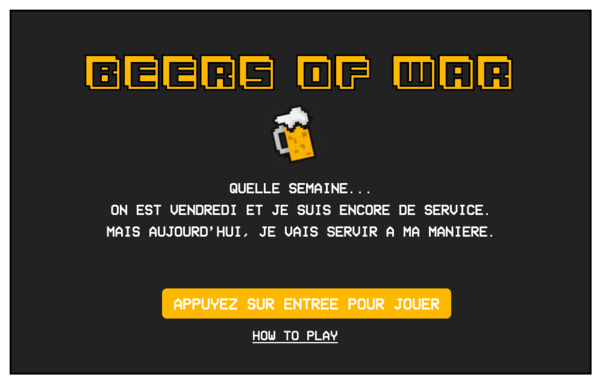 BEERS OF WAR
QUELLE SEMAINE...
ON EST VENDREDI ET JE SUIS ENCORE DE SERVICE.
MAIS AUJOURD'HUI, JE VAIS SERVIR A MA MANIERE.
APPUYEZ SUR ENTREE POUR JOUER
HOW TO PLAY